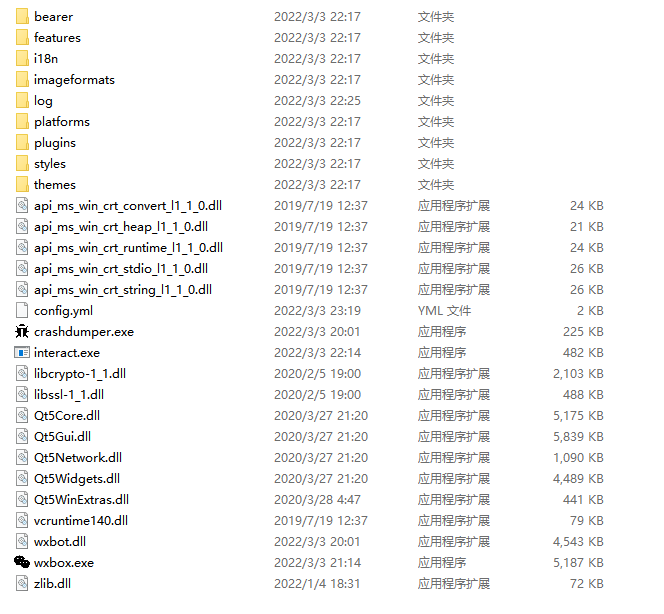 bearer 2022/3/3 22:17 文件夹
features 2022/3/3 22:17 文件夹
i18n 2022/3/3 22:17 文件夹
imageformats 2022/3/3 22:17 文件夹
log 2022/3/3 22:25 文件夹
platforms 2022/3/3 22:17 文件夹
plugins 2022/3/3 22:17 文件夹
styles 2022/3/3 22:17 文件夹
themes 2022/3/3 22:17 文件夹
api_ms_win_crt_convert_l1_1_0.dll 2019/7/19 12:37 应用程序扩展 24 KB
api_ms_win_crt_heap_l1_1_0.dll 2019/7/19 12:37 应用程序扩展 21 KB
api_ms_win_crt_runtime_l1_1_0.dll 2019/7/19 12:37 应用程序扩展 24 KB
api_ms_win_crt_stdio_l1_1_0.dll 2019/7/19 12:37 应用程序扩展 26 KB
api_ms_win_crt_string_l1_1_0.dll 2019/7/19 12:37 应用程序扩展 26 KB
config.yml 2022/3/3 23:19 YML 文件 2 KB
crashdumper.exe 2022/3/3 20:01 应用程序 225 KB
interact.exe 2022/3/3 22:14 应用程序 482 KB
libcrypto-1_1.dll 2020/2/5 19:00 应用程序扩展 2,103 KB
libssl-1_1.dll 2020/2/5 19:00 应用程序扩展 488 KB
Qt5Core.dll 2020/3/27 21:20 应用程序扩展 5,175 KB
Qt5Gui.dll 2020/3/27 21:20 应用程序扩展 5,839 KB
Qt5Network.dll 2020/3/27 21:20 应用程序扩展 1,090 KB
Qt5Widgets.dll 2020/3/27 21:20 应用程序扩展 4,489 KB
Qt5WinExtras.dll 2020/3/28 4:47 应用程序扩展 441 KB
vcruntime140.dll 2019/7/19 12:37 应用程序扩展 79 KB
wxbot.dll 2022/3/3 20:01 应用程序扩展 4,543 KB
wxbox.exe 2022/3/3 21:14 应用程序 5,187 KB
zlib.dll 2022/1/4 18:31 应用程序扩展 72 KB